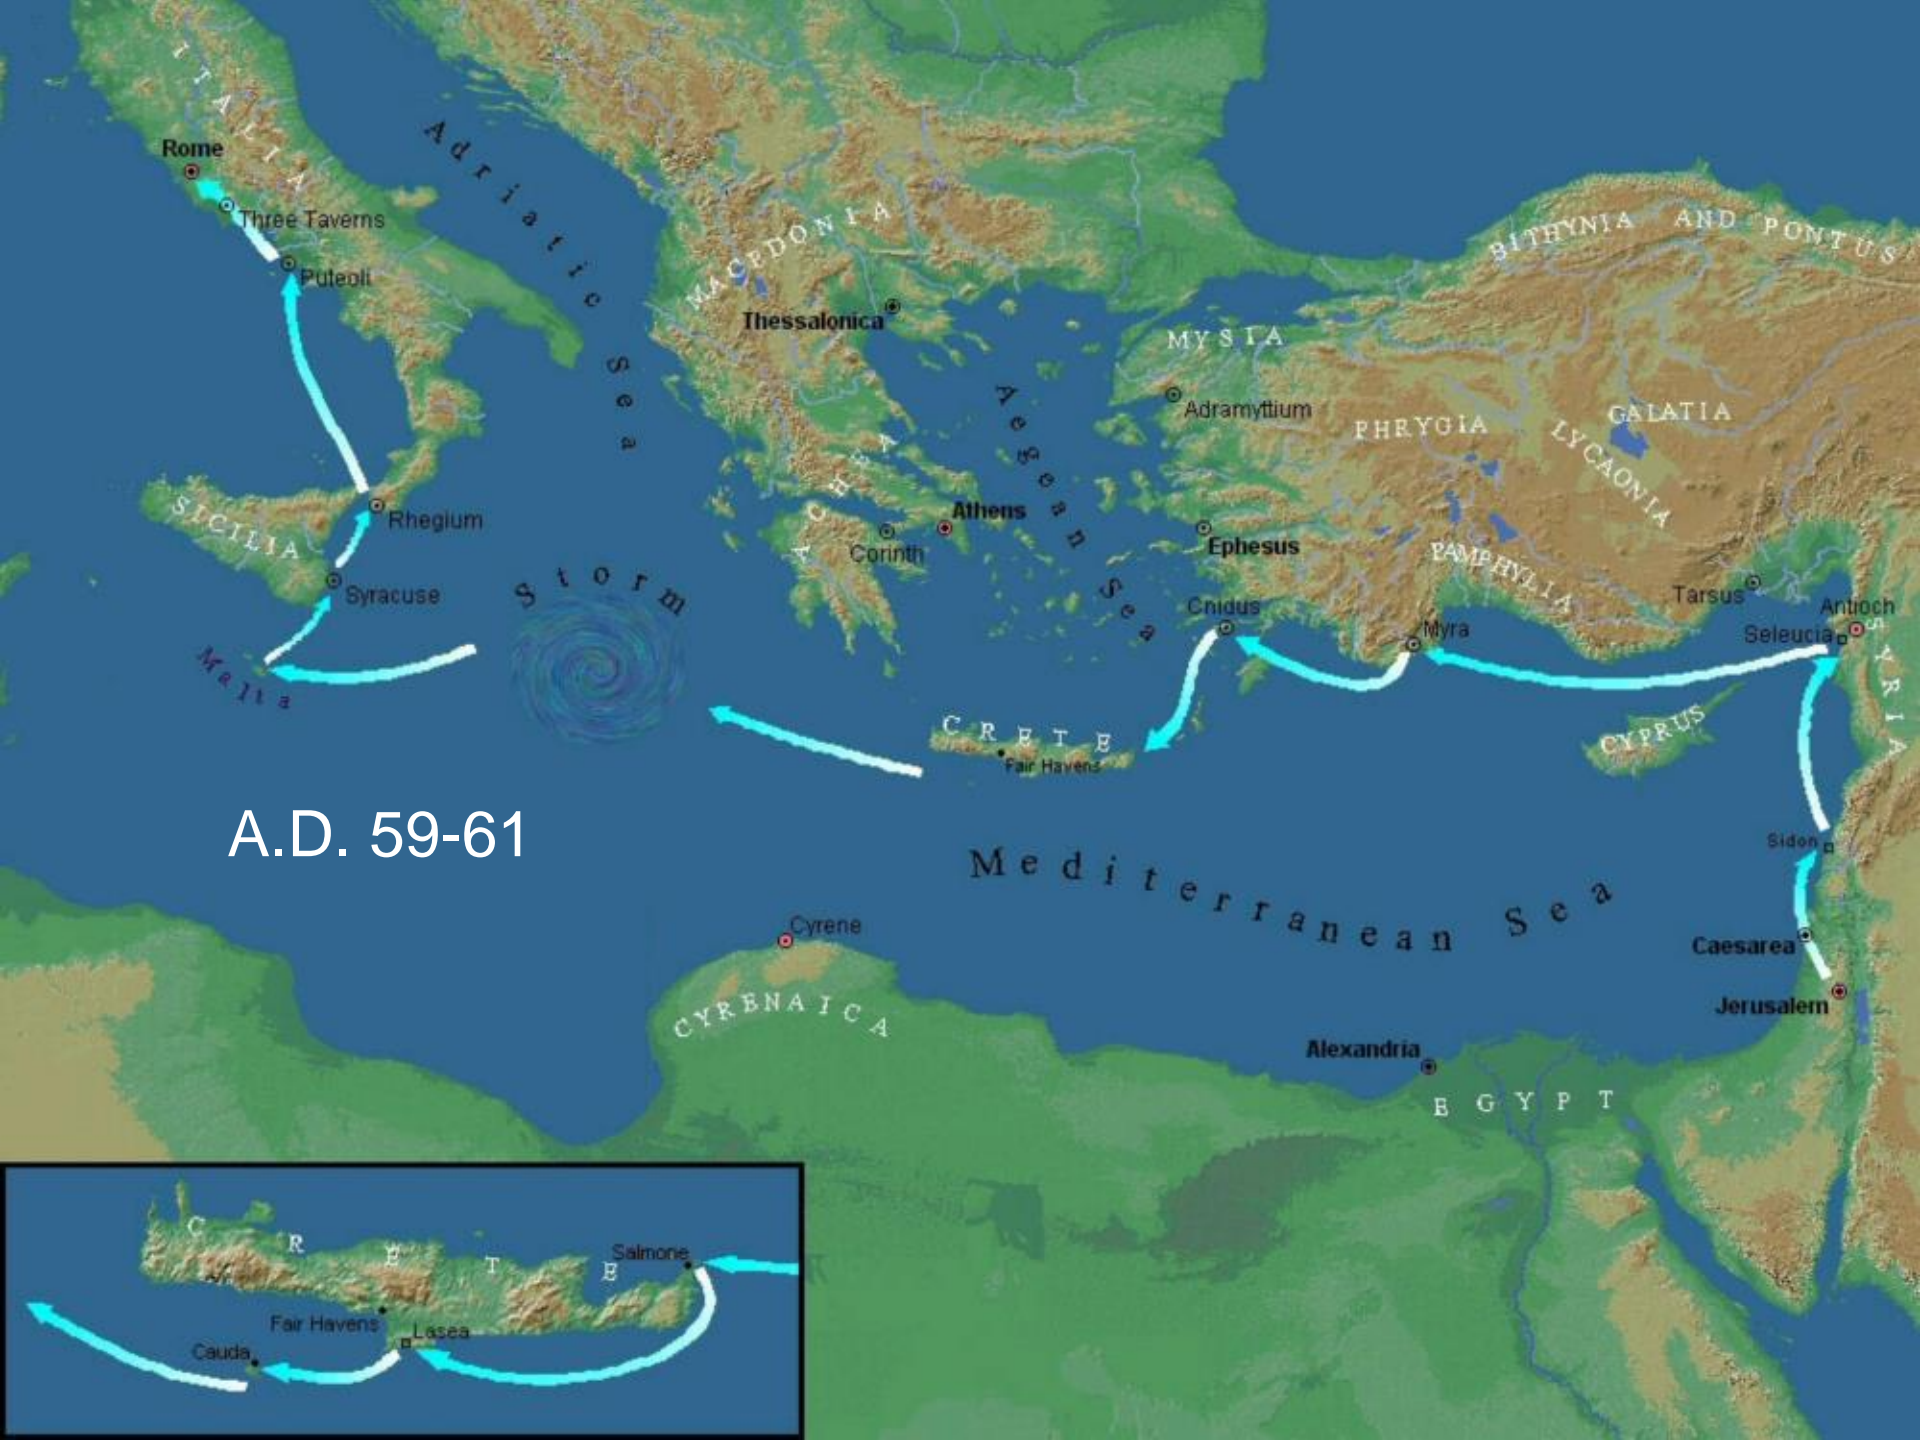 ITALIA
Adriatic Sea
Rome
Three Taverns
Puteoli
MACEDONIA
Thessalonica
BITHYNIA AND PONTUS
MYSIA
Adramyttium
Aegean Sea
PHRYGIA
GALATIA
LYCAONIA
ACHAEA
SICILIA
Rhegium
Athens
Corinth
Ephesus
PAMPHYLIA
Syracuse
Storm
Tarsus
Antioch
Cnidus
Myra
Seleucia
SYRIA
Malta
CRETE
Fair Havens
CYPRUS
A.D. 59-61
Mediterranean Sea
Sidon
Cyrene
Caesarea
CYRENAICA
Jerusalem
Alexandria
EGYPT
CRETE
Salmone
Fair Havens
Lasea
Cauda